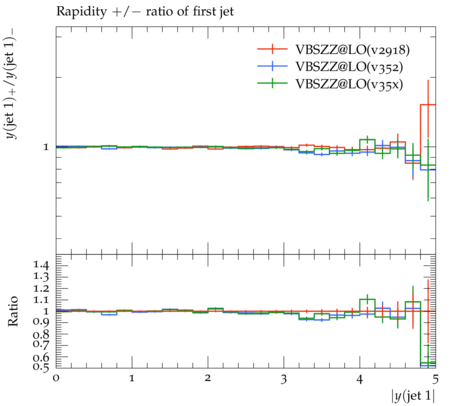 Rapidity +/− ratio of first jet
y(jet 1)₊/y(jet 1)₋
VBSZZ@LO(v2918)
VBSZZ@LO(v352)
VBSZZ@LO(v35x)
1
Ratio
1.4
1.3
1.2
1.1
1
0.9
0.8
0.7
0.6
0.5
0 1 2 3 4 5
|y(jet 1|